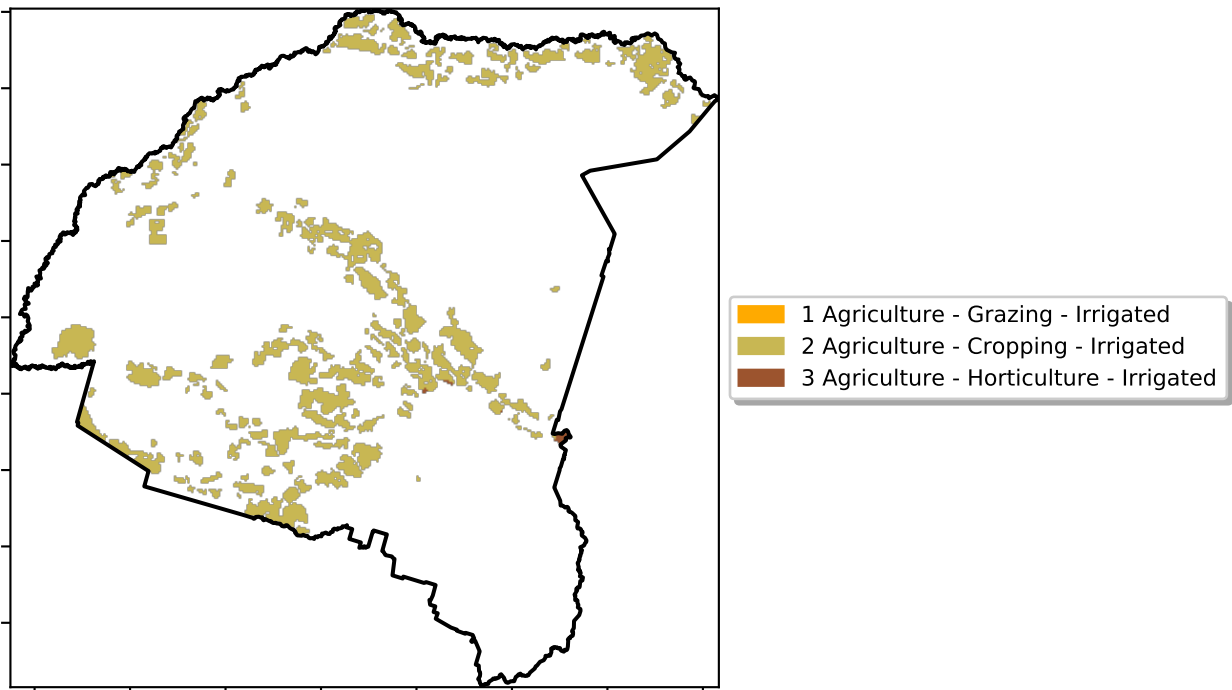 1 Agriculture - Grazing - Irrigated
2 Agriculture - Cropping - Irrigated
3 Agriculture - Horticulture - Irrigated